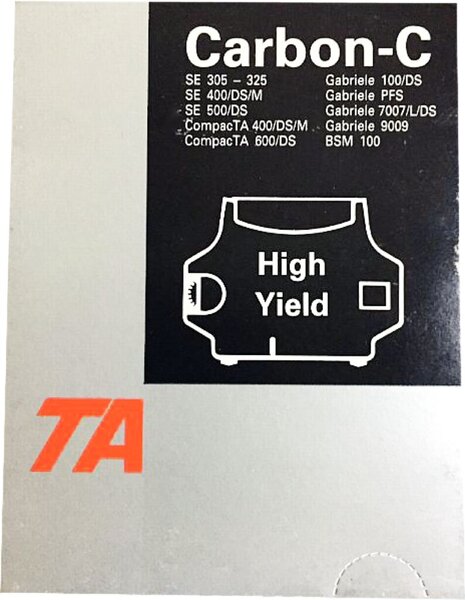 Carbon-C
SE 305 – 325 Gabriele 100/DS
SE 400/DS/M Gabriele PFS
SE 500/DS Gabriele 7007/L/DS
CompacTA 400/DS/M Gabriele 9009
CompacTA 600/DS BSM 100
High
Yield
TA